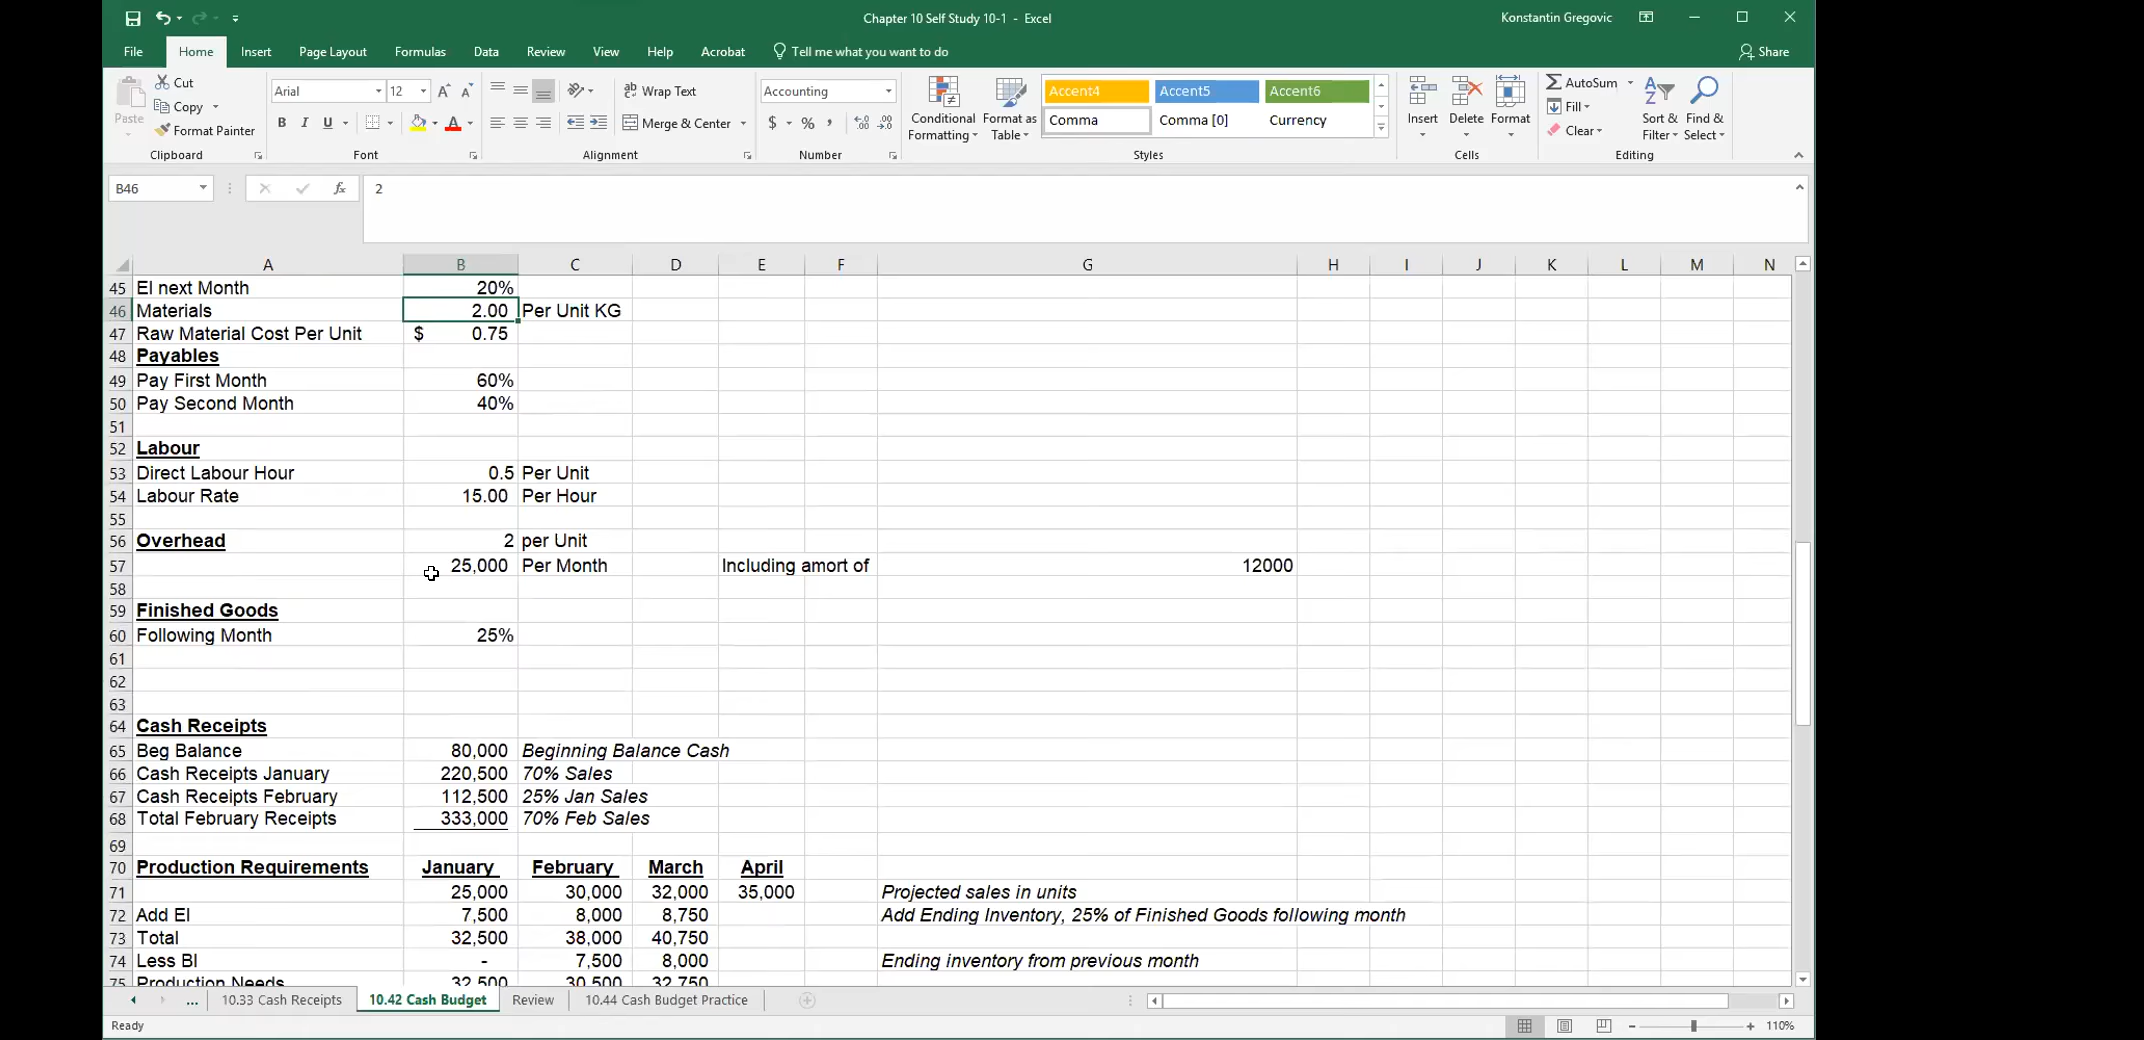 Chapter 10 Self Study 10-1 - Excel
Konstantin Gregovic
File Home Insert Page Layout Formulas Data Review View Help Acrobat Tell me what you want to do Share
Cut
Copy
Format Painter
Paste
Clipboard
Arial 12
B I U
Font
Wrap Text
Merge & Center
Alignment
Accounting
$ % ,
Number
Conditional Formatting
Format as Table
Accent4 Accent5 Accent6
Comma Comma [0] Currency
Styles
Insert Delete Format
Cells
AutoSum
Fill
Clear
Sort & Filter
Find & Select
Editing
B46 fx 2
A B C D E F G H I J K L M N
45 EI next Month 20%
46 Materials 2.00 Per Unit KG
47 Raw Material Cost Per Unit $ 0.75
48 Payables
49 Pay First Month 60%
50 Pay Second Month 40%
51
52 Labour
53 Direct Labour Hour 0.5 Per Unit
54 Labour Rate 15.00 Per Hour
55
56 Overhead 2 per Unit
57 25,000 Per Month Including amort of 12000
58
59 Finished Goods
60 Following Month 25%
61
62
63
64 Cash Receipts
65 Beg Balance 80,000 Beginning Balance Cash
66 Cash Receipts January 220,500 70% Sales
67 Cash Receipts February 112,500 25% Jan Sales
68 Total February Receipts 333,000 70% Feb Sales
69
70 Production Requirements January February March April
71 25,000 30,000 32,000 35,000 Projected sales in units
72 Add EI 7,500 8,000 8,750 Add Ending Inventory, 25% of Finished Goods following month
73 Total 32,500 38,000 40,750
74 Less BI - 7,500 8,000 Ending inventory from previous month
75 Production Needs 32,500 30,500 32,750
... 10.33 Cash Receipts 10.42 Cash Budget Review 10.44 Cash Budget Practice
Ready 110%